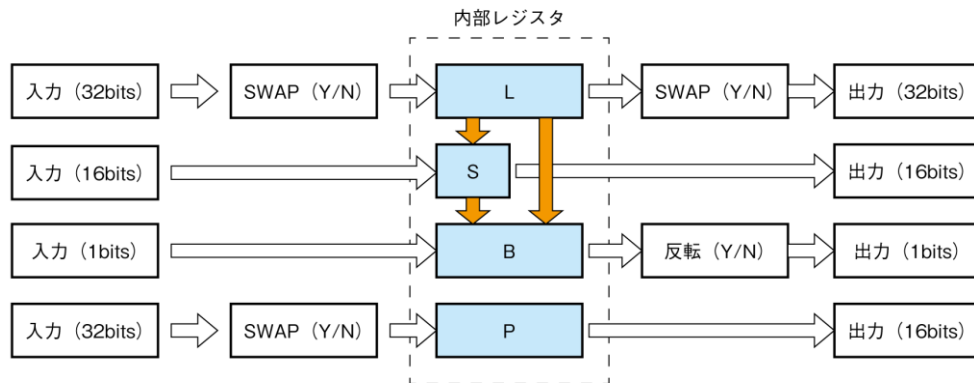 内部レジスタ
入力（32bits）
SWAP（Y/N）
L
SWAP（Y/N）
出力（32bits）
入力（16bits）
S
出力（16bits）
入力（1bits）
B
反転（Y/N）
出力（1bits）
入力（32bits）
SWAP（Y/N）
P
出力（16bits）